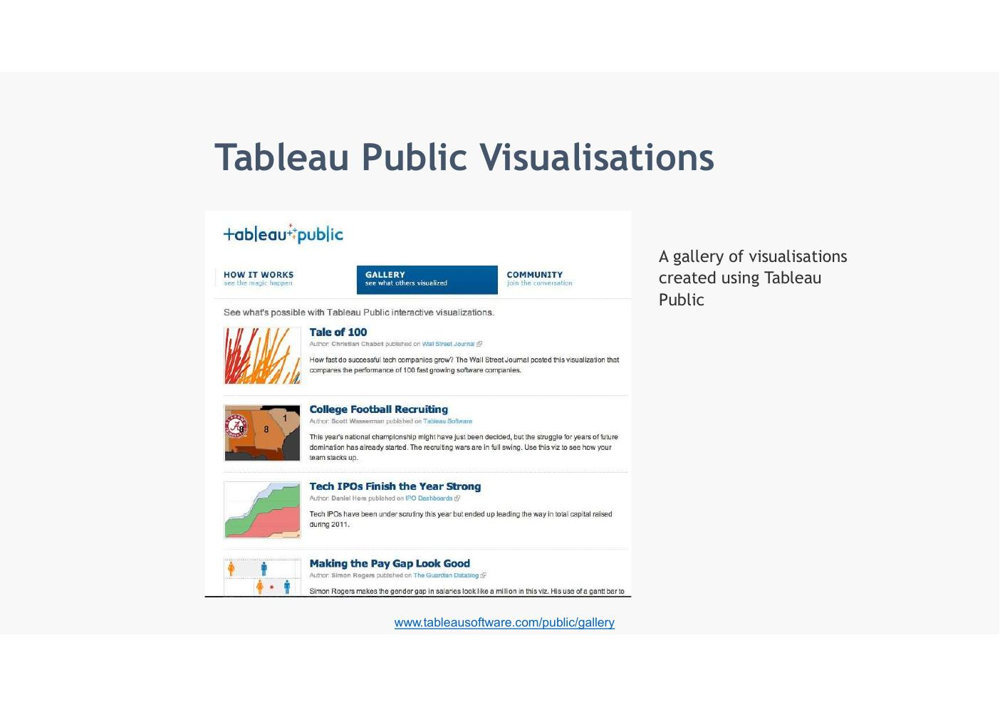 Tableau Public Visualisations
+ableau public
HOW IT WORKS
see the magic happen
GALLERY
see what others visualized
COMMUNITY
join the conversation
See what's possible with Tableau Public interactive visualizations.
Tale of 100
Author: Christian Chabot published on Wall Street Journal
How fast do successful tech companies grow? The Wall Street Journal posted this visualization that
compares the performance of 100 fast growing software companies.
8
8
1
College Football Recruiting
Author: Scott Wasserman published on Tableau Software
This year's national championship might have just been decided, but the struggle for years of future
domination has already started. The recruiting wars are in full swing. Use this viz to see how your
team stacks up.
Tech IPOs Finish the Year Strong
Author: Daniel Hom published on IPO Dashboards
Tech IPOs have been under scrutiny this year but ended up leading the way in total capital raised
during 2011.
Making the Pay Gap Look Good
Author: Simon Rogers published on The Guardian Datablog
Simon Rogers makes the gender gap in salaries look like a million in this viz. His use of a gantt bar to
A gallery of visualisations
created using Tableau
Public
www.tableausoftware.com/public/gallery